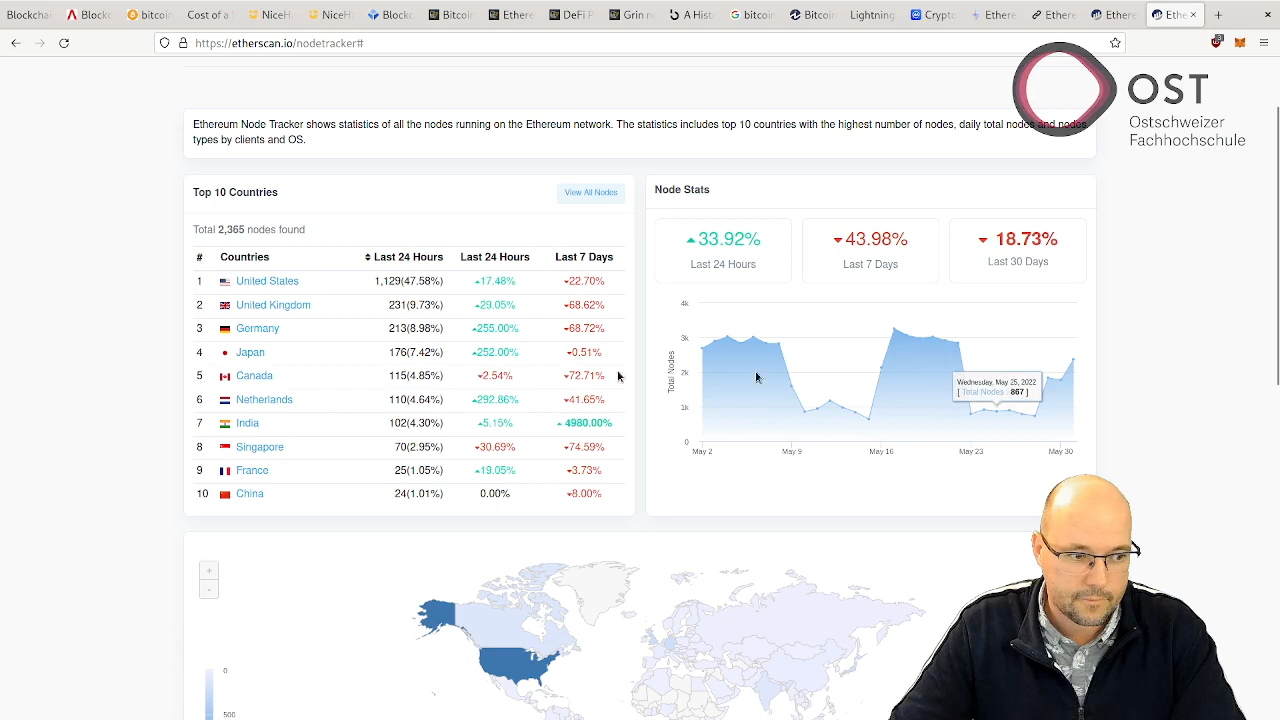 Blockchain
Block
bitcoin
Cost of a
NiceH
NiceH
Blockc
Bitcoin
Ethere
DeFi P
Grin n
A Hist
bitcoin
Bitcoin
Lightning
Crypto
Ethere
Ethere
Ethere
Ethe
https://etherscan.io/nodetracker#
OST
Ostschweizer
Fachhochschule
Ethereum Node Tracker shows statistics of all the nodes running on the Ethereum network. The statistics includes top 10 countries with the highest number of nodes, daily total nodes and nodes
types by clients and OS.
Top 10 Countries
View All Nodes
Total 2,365 nodes found
# Countries Last 24 Hours Last 24 Hours Last 7 Days
1 United States 1,129(47.58%) 17.48% 22.70%
2 United Kingdom 231(9.73%) 29.05% 68.62%
3 Germany 213(8.98%) 255.00% 68.72%
4 Japan 176(7.42%) 252.00% 0.51%
5 Canada 115(4.85%) 2.54% 72.71%
6 Netherlands 110(4.64%) 292.86% 41.65%
7 India 102(4.30%) 5.15% 4980.00%
8 Singapore 70(2.95%) 30.69% 74.59%
9 France 25(1.05%) 19.05% 3.73%
10 China 24(1.01%) 0.00% 8.00%
Node Stats
33.92% 43.98% 18.73%
Last 24 Hours Last 7 Days Last 30 Days
4k
3k
2k
1k
0
Total Nodes
Wednesday, May 25, 2022
[ Total Nodes : 867 ]
May 2 May 9 May 16 May 23 May 30
+
-
0
500